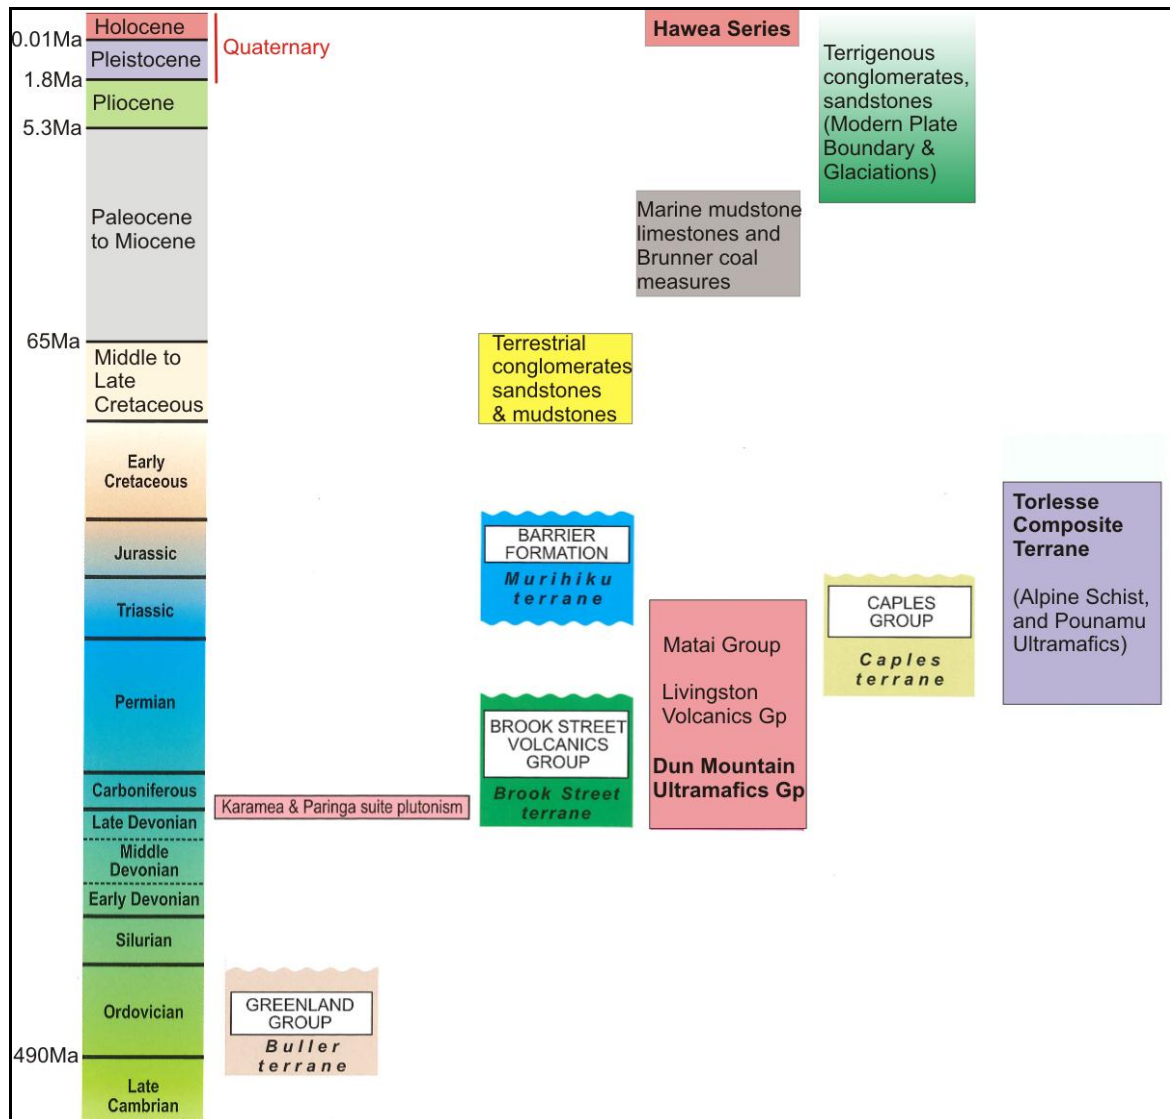 Holocene
0.01Ma
Pleistocene
Quaternary
1.8Ma
Pliocene
5.3Ma
Paleocene
to Miocene
65Ma
Middle to
Late
Cretaceous
Early
Cretaceous
Jurassic
Triassic
Permian
Carboniferous
Late Devonian
Middle
Devonian
Early Devonian
Silurian
Ordovician
490Ma
Late
Cambrian
GREENLAND
GROUP
Buller
terrane
Karamea & Paringa suite plutonism
Terrestrial
conglomerates
sandstones
& mudstones
BARRIER
FORMATION
Murihiku
terrane
BROOK STREET
VOLCANICS
GROUP
Brook Street
terrane
Hawea Series
Marine mudstone
limestones and
Brunner coal
measures
Matai Group
Livingston
Volcanics Gp
Dun Mountain
Ultramafics Gp
Terrigenous
conglomerates,
sandstones
(Modern Plate
Boundary &
Glaciations)
CAPLES
GROUP
Caples
terrane
Torlesse
Composite
Terrane
(Alpine Schist,
and Pounamu
Ultramafics)